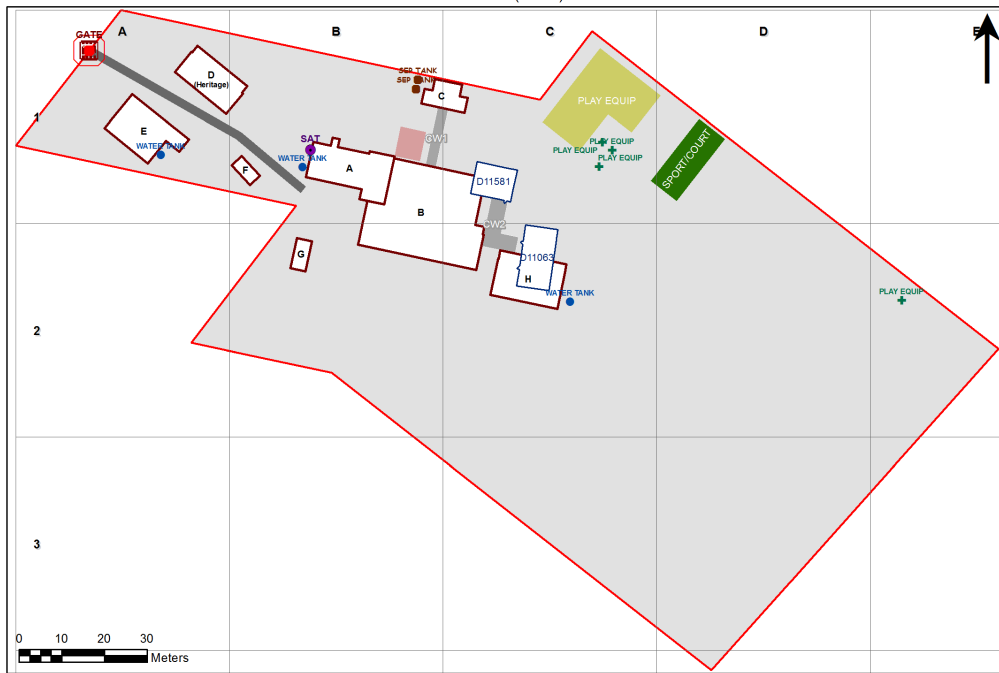 A
B
C
D
E
GATE
D
(Heritage)
SEP TANK
SEP TANK
C
PLAY EQUIP
1
E
WATER TANK
SAT
WATER TANK
CW1
PLAY EQUIP
PLAY EQUIP
PLAY EQUIP
SPORT/COURT
F
A
D11581
B
CW2
G
D11063
H
WATER TANK
PLAY EQUIP
2
3
0 10 20 30
Meters